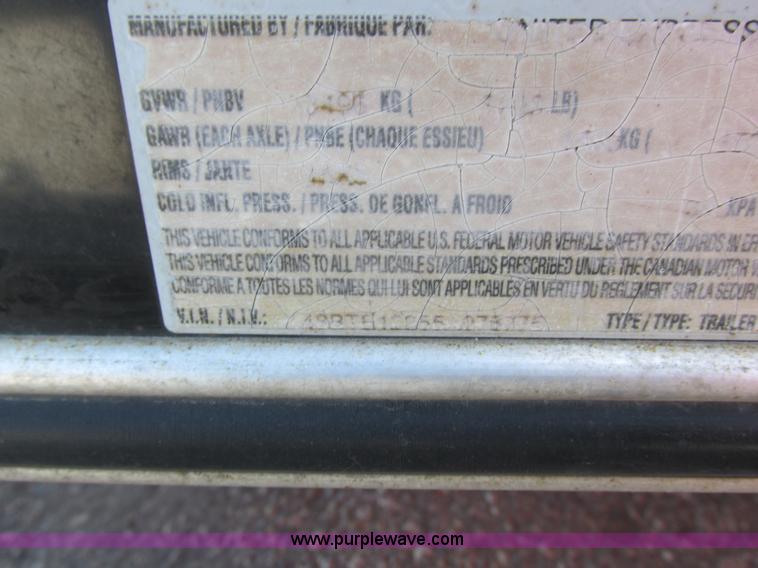 MANUFACTURED BY / FABRIQUE PAR:
GVWR / PNBV KG ( LB)
GAWR (EACH AXLE) / PNBE (CHAQUE ESSIEU) KG (
RIMS / JANTE
COLD INFL. PRESS. / PRESS. DE GONFL. A FROID KPA
THIS VEHICLE CONFORMS TO ALL APPLICABLE U.S. FEDERAL MOTOR VEHICLE SAFETY STANDARDS IN
THIS VEHICLE CONFORMS TO ALL APPLICABLE STANDARDS PRESCRIBED UNDER THE CANADIAN MOTOR
CONFORME A TOUTES LES NORMES QUI LUI SONT APPLICABLES EN VERTU DU REGLEMENT SUR LA SECURI
V.I.N. / N.I.V.: TYPE / TYPE: TRAILER
www.purplewave.com